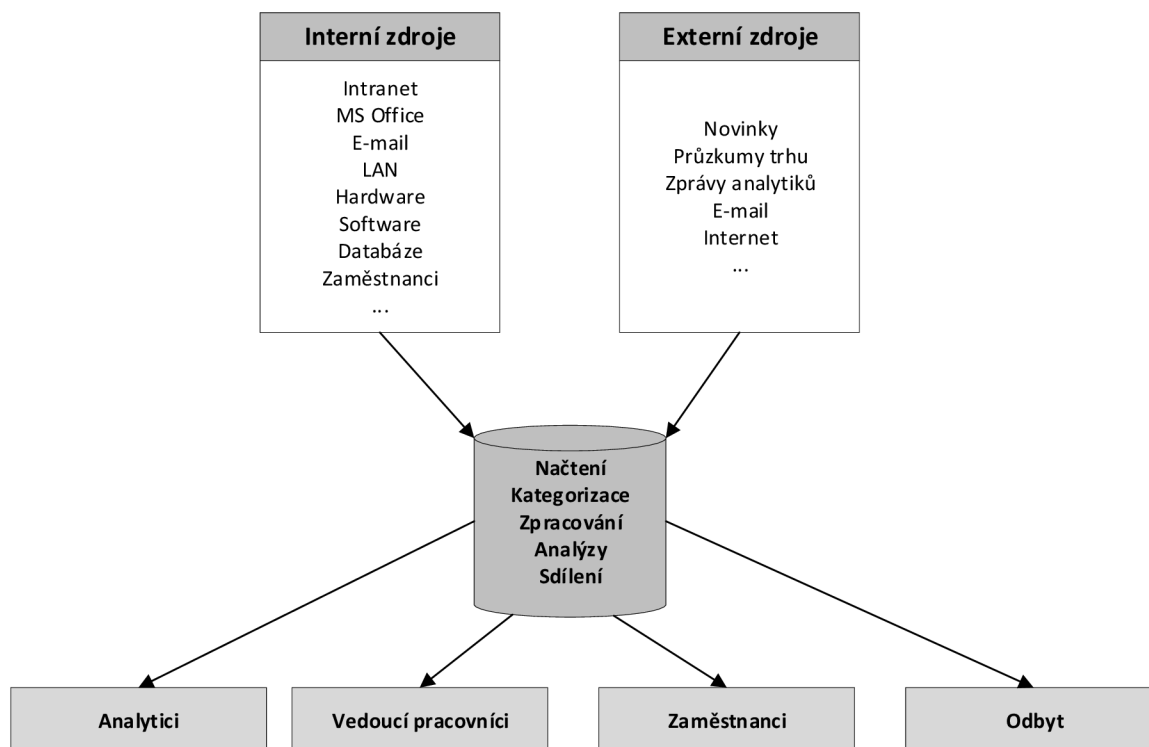 Interní zdroje
Intranet
MS Office
E-mail
LAN
Hardware
Software
Databáze
Zaměstnanci
...
Externí zdroje
Novinky
Průzkumy trhu
Zprávy analytiků
E-mail
Internet
...
Načtení
Kategorizace
Zpracování
Analýzy
Sdílení
Analytici
Vedoucí pracovníci
Zaměstnanci
Odbyt